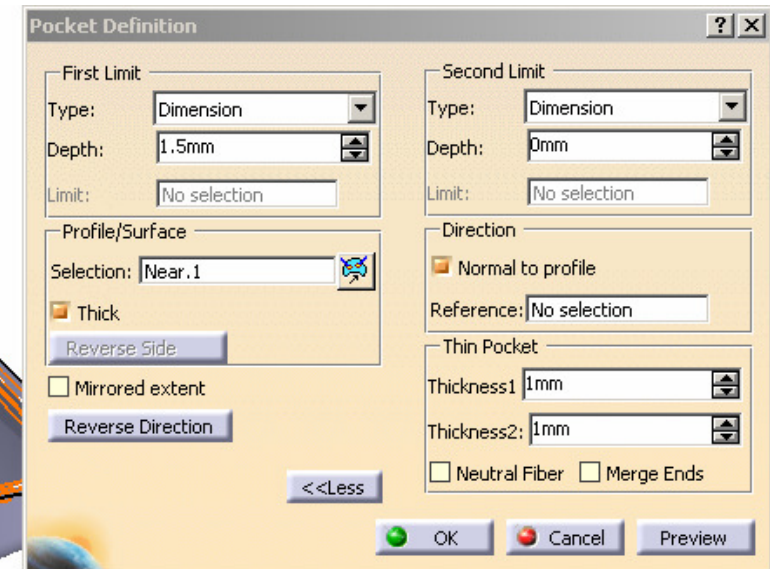 Pocket Definition
First Limit
Type: Dimension
Depth: 1.5mm
Limit: No selection
Profile/Surface
Selection: Near.1
Thick
Reverse Side
Mirrored extent
Reverse Direction
<<Less
Second Limit
Type: Dimension
Depth: 0mm
Limit: No selection
Direction
Normal to profile
Reference: No selection
Thin Pocket
Thickness1 1mm
Thickness2: 1mm
Neutral Fiber Merge Ends
OK Cancel Preview